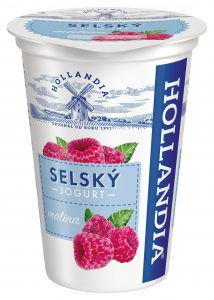 HOLLANDIA
ORIGINÁL OD ROKU 1991
SELSKÝ
JOGURT
malina
HOLLANDIA